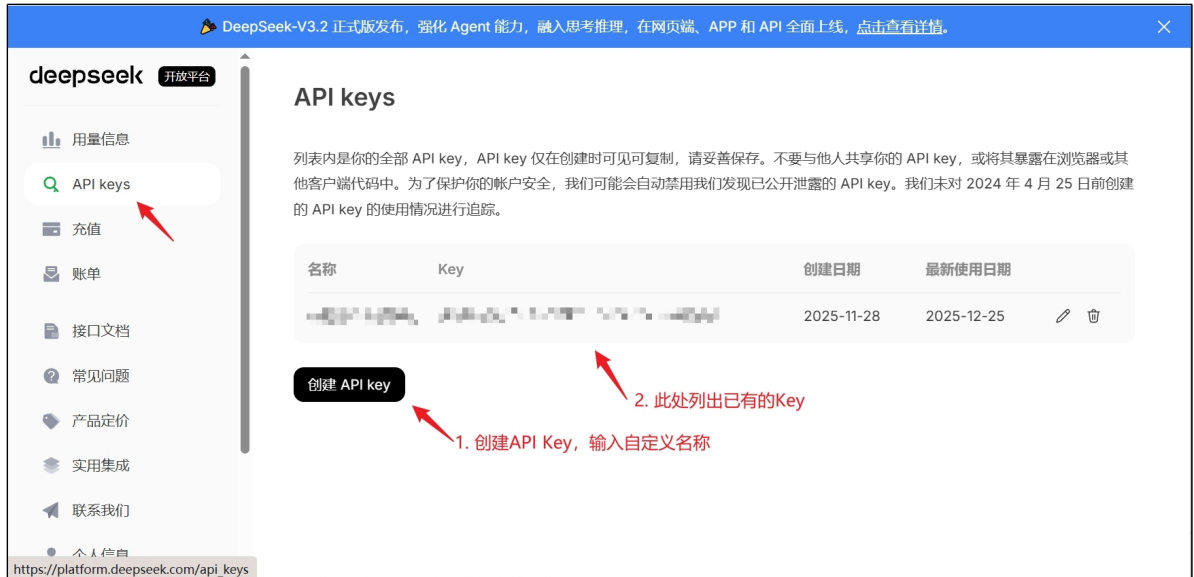 DeepSeek-V3.2 正式版发布，强化 Agent 能力，融入思考推理，在网页端、APP 和 API 全面上线，点击查看详情。
deepseek 开放平台
用量信息
API keys
充值
账单
接口文档
常见问题
产品定价
实用集成
联系我们
个人信息
https://platform.deepseek.com/api_keys
API keys
列表内是你的全部 API key，API key 仅在创建时可见可复制，请妥善保存。不要与他人共享你的 API key，或将其暴露在浏览器或其
他客户端代码中。为了保护你的帐户安全，我们可能会自动禁用我们发现已公开泄露的 API key。我们未对 2024 年 4 月 25 日前创建
的 API key 的使用情况进行追踪。
名称 Key 创建日期 最新使用日期
2025-11-28 2025-12-25
创建 API key
2. 此处列出已有的Key
1. 创建API Key，输入自定义名称